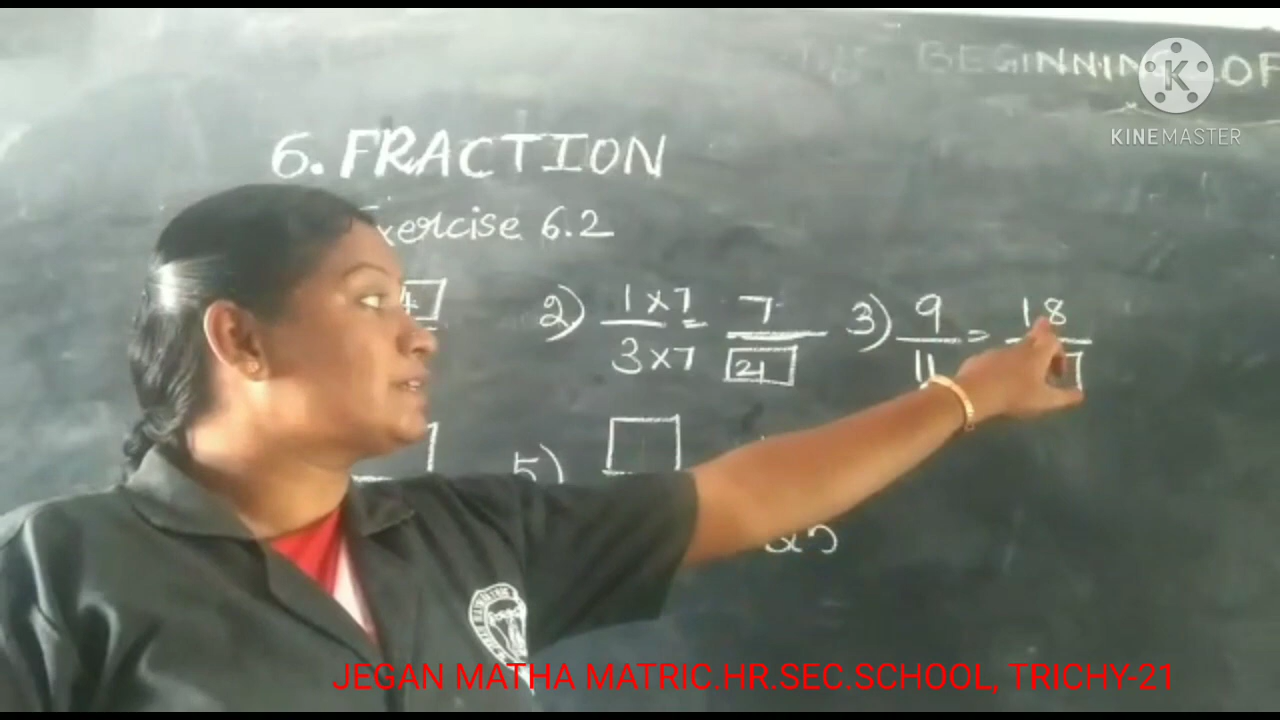 BEGINNING OF
KINEMASTER
6. FRACTION
Exercise 6.2
4
2) 1 x 7 = 7
3 x 7 21
3) 9 = 18
11
5)
JEGAN MATHA MATRIC.HR.SEC.SCHOOL, TRICHY-21